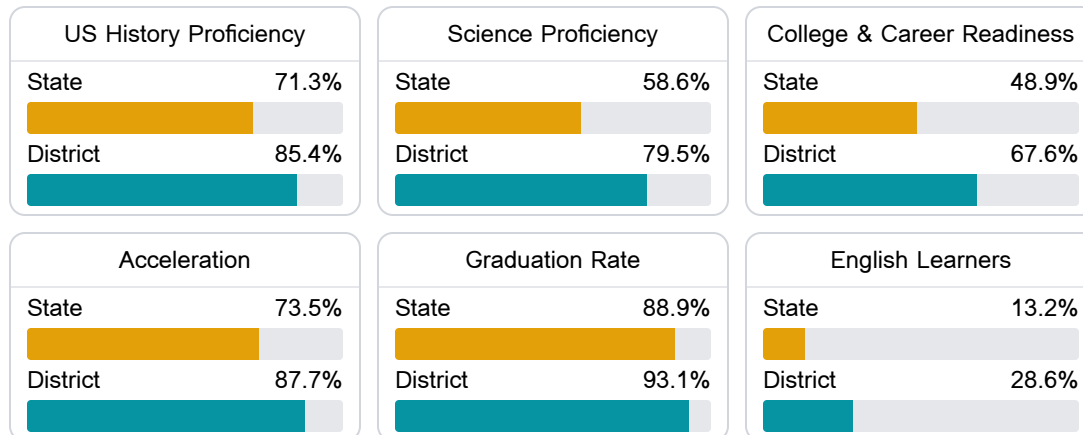 US History Proficiency
State 71.3%
District 85.4%
Science Proficiency
State 58.6%
District 79.5%
College & Career Readiness
State 48.9%
District 67.6%
Acceleration
State 73.5%
District 87.7%
Graduation Rate
State 88.9%
District 93.1%
English Learners
State 13.2%
District 28.6%